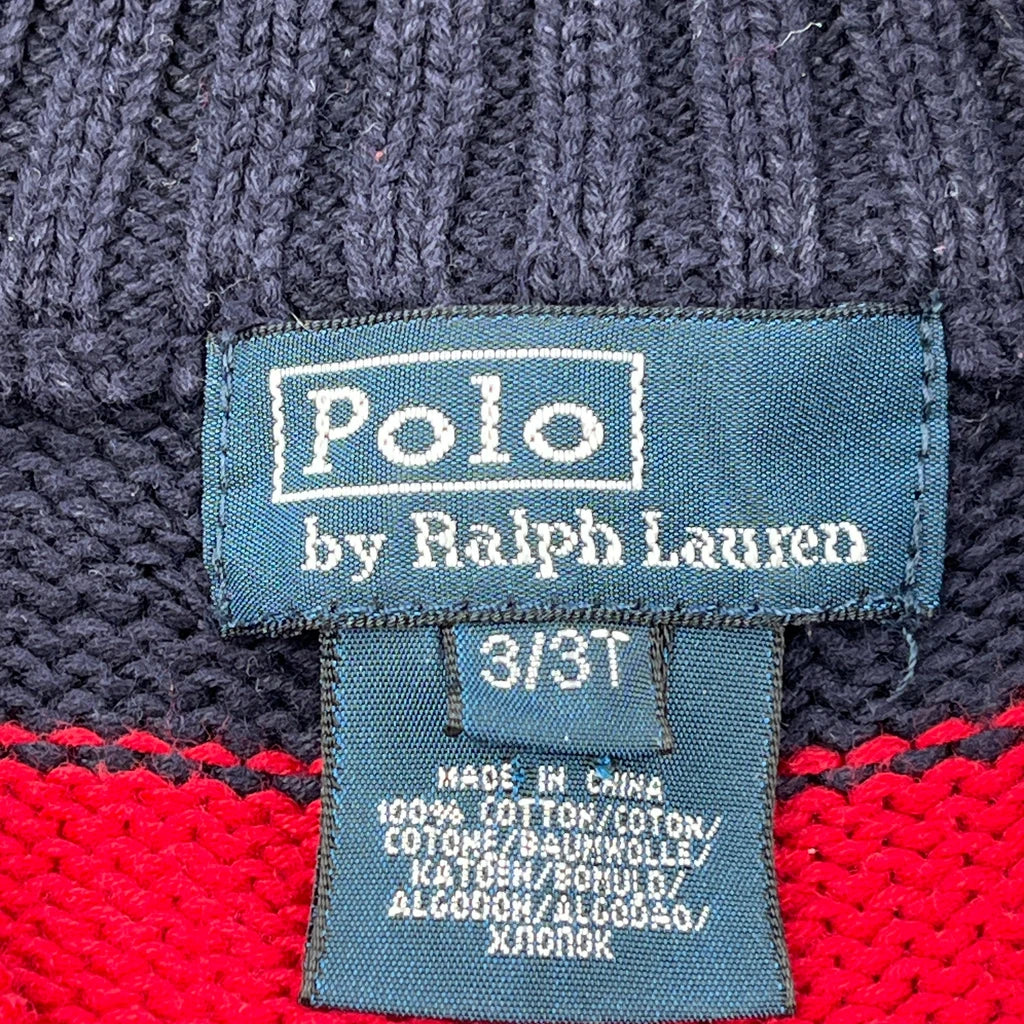 Polo
by Ralph Lauren
3/3T
MADE IN CHINA
100% COTTON/COTON/
COTONE/BAUMWOLLE/
KATOEN/BOMULD/
ALGODON/ALGODÃO/
ХЛОПОК